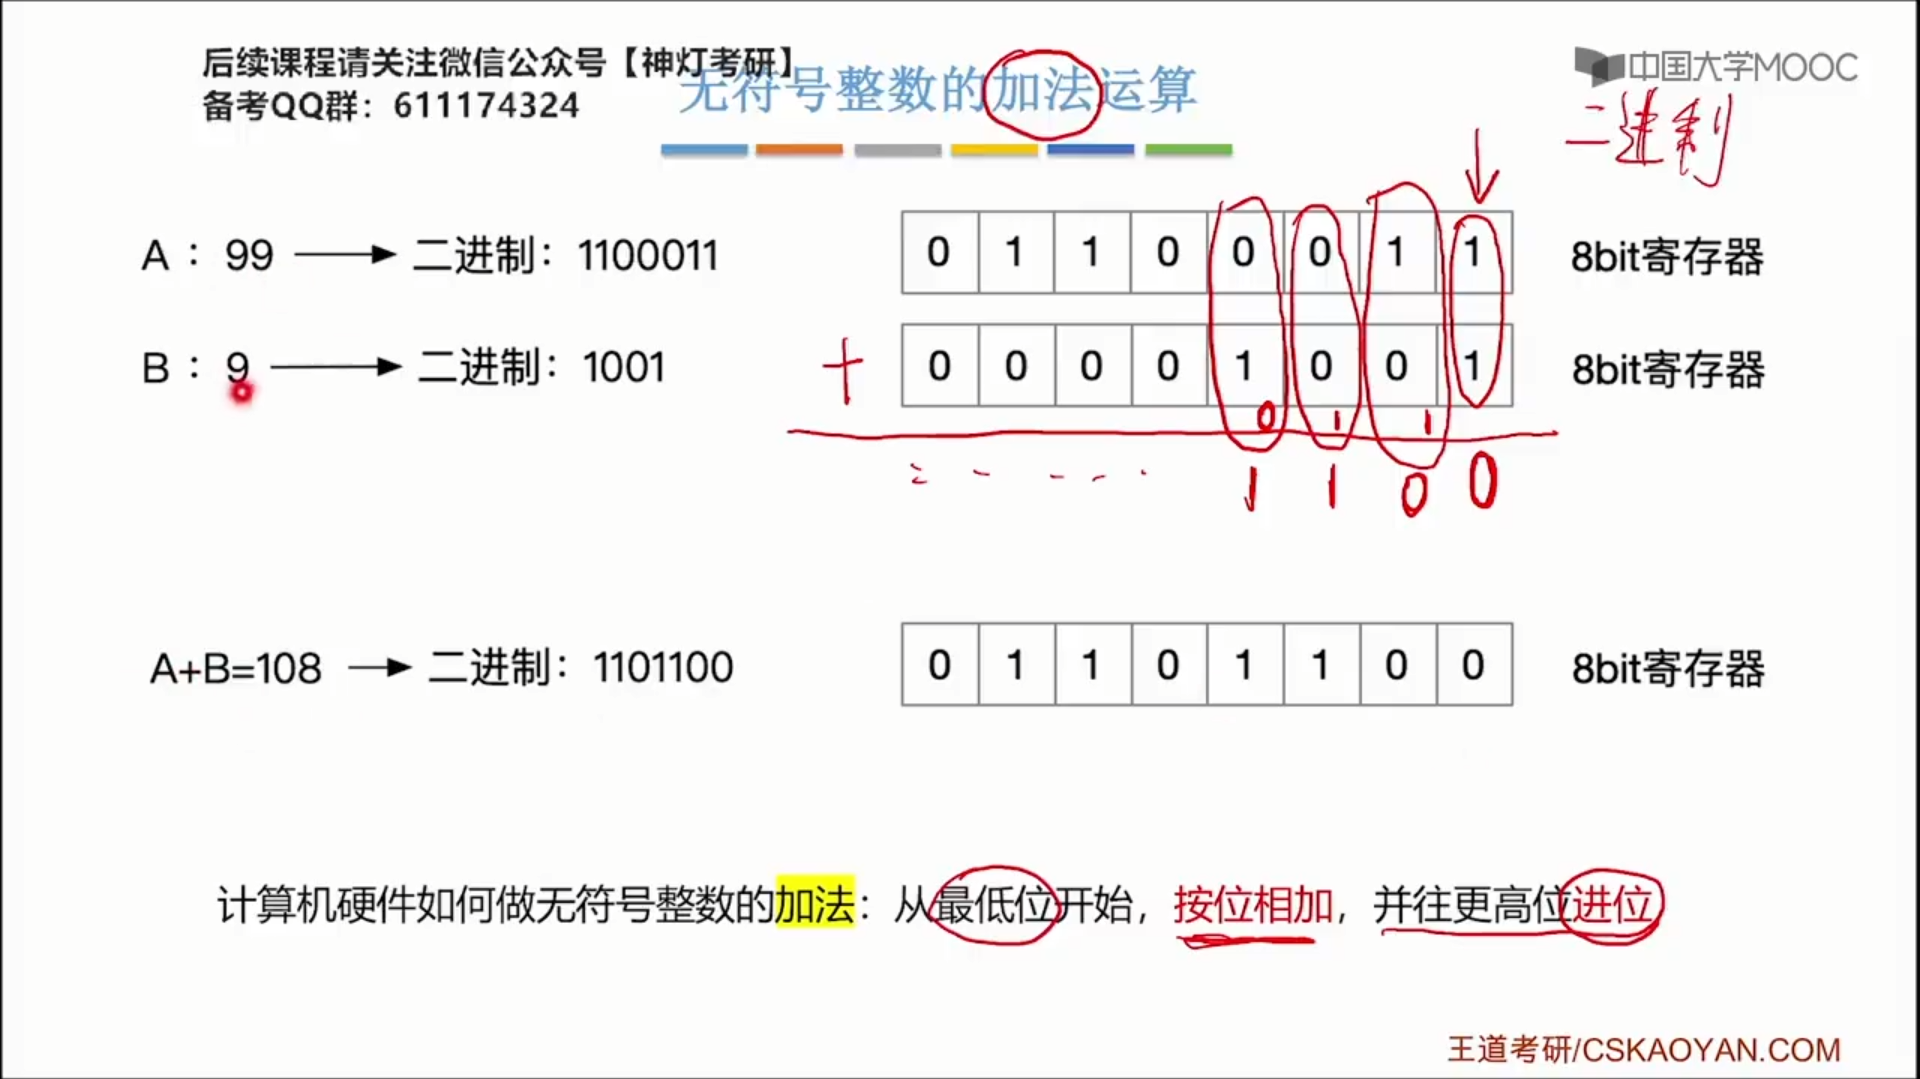 后续课程请关注微信公众号【神灯考研】
备考QQ群：611174324
无符号整数的加法运算
中国大学MOOC
二进制
A：99 → 二进制：1100011
0 1 1 0 0 0 1 1
8bit寄存器
B：9 → 二进制：1001
+ 0 0 0 0 1 0 0 1
8bit寄存器
0 1 1
1 1 0 0
A+B=108 → 二进制：1101100
0 1 1 0 1 1 0 0
8bit寄存器
计算机硬件如何做无符号整数的加法：从最低位开始，按位相加，并往更高位进位
王道考研/CSKAOYAN.COM